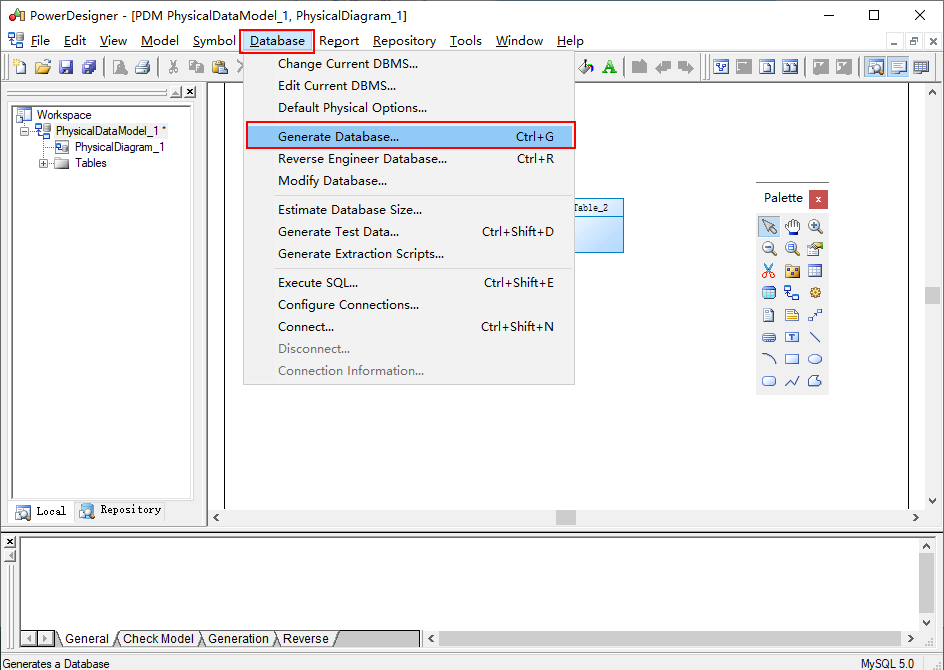 PowerDesigner - [PDM PhysicalDataModel_1, PhysicalDiagram_1]
File Edit View Model Symbol Database Report Repository Tools Window Help
Change Current DBMS...
Edit Current DBMS...
Default Physical Options...
Generate Database... Ctrl+G
Reverse Engineer Database... Ctrl+R
Modify Database...
Estimate Database Size...
Generate Test Data... Ctrl+Shift+D
Generate Extraction Scripts...
Execute SQL... Ctrl+Shift+E
Configure Connections...
Connect... Ctrl+Shift+N
Disconnect...
Connection Information...
Workspace
PhysicalDataModel_1 *
PhysicalDiagram_1
Tables
Table_2
Palette
Local Repository
General Check Model Generation Reverse
Generates a Database MySQL 5.0